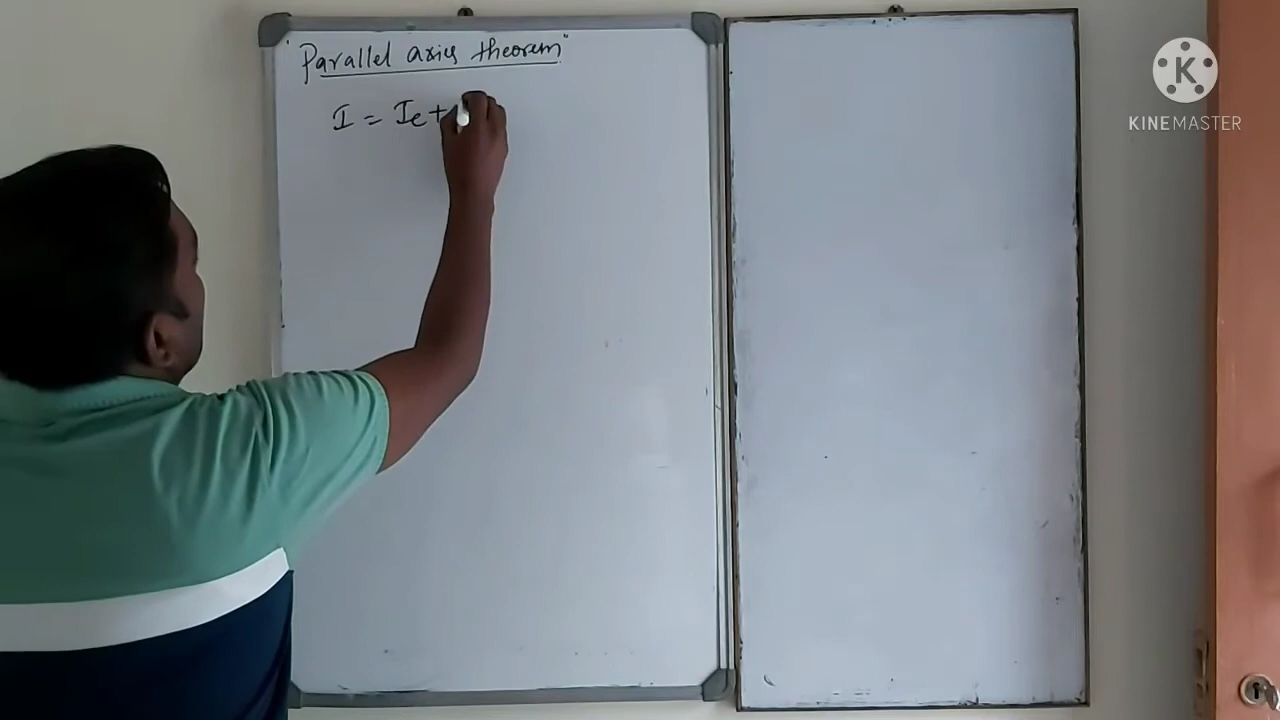 "Parallel axis theorem"
I = Ic +
K
KINEMASTER